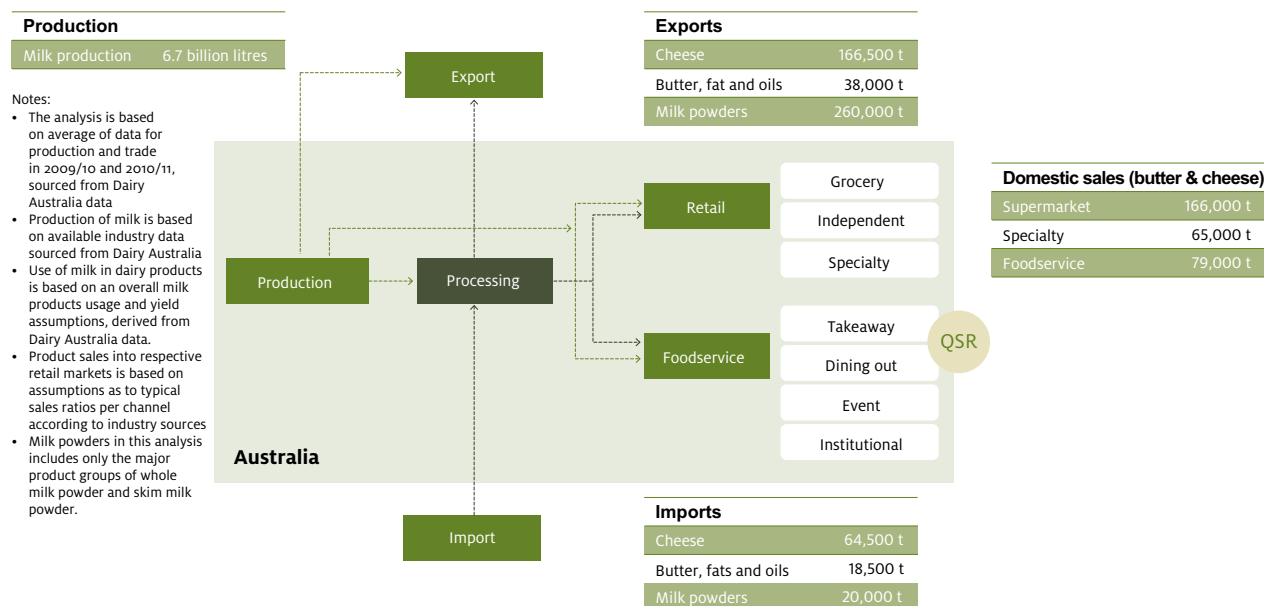 Production
Milk production 6.7 billion litres
Notes:
• The analysis is based
on average of data for
production and trade
in 2009/10 and 2010/11,
sourced from Dairy
Australia data
• Production of milk is based
on available industry data
sourced from Dairy Australia
• Use of milk in dairy products
is based on an overall milk
products usage and yield
assumptions, derived from
Dairy Australia data.
• Product sales into respective
retail markets is based on
assumptions as to typical
sales ratios per channel
according to industry sources
• Milk powders in this analysis
includes only the major
product groups of whole
milk powder and skim milk
powder.
Export
Exports
Cheese 166,500 t
Butter, fat and oils 38,000 t
Milk powders 260,000 t
Production
Processing
Retail
Grocery
Independent
Specialty
Foodservice
Takeaway
Dining out
Event
Institutional
QSR
Australia
Domestic sales (butter & cheese)
Supermarket 166,000 t
Specialty 65,000 t
Foodservice 79,000 t
Import
Imports
Cheese 64,500 t
Butter, fats and oils 18,500 t
Milk powders 20,000 t